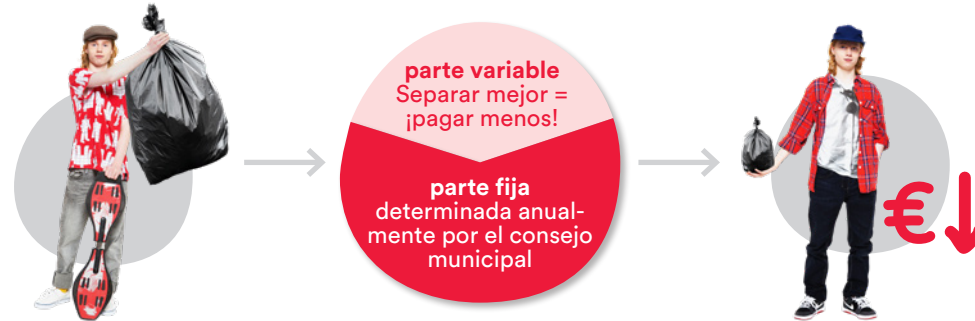 parte variable
Separar mejor =
¡pagar menos!
parte fija
determinada anual-
mente por el consejo
municipal
€